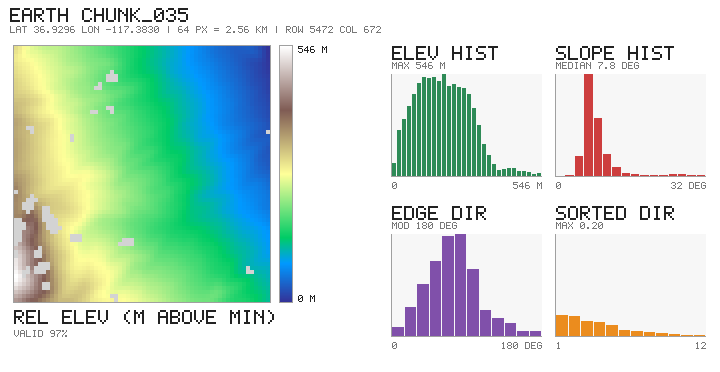 EARTH CHUNK_035
LAT 36.9296 LON -117.3830 | 64 PX = 2.56 KM | ROW 5472 COL 672
546 M
0 M
REL ELEV (M ABOVE MIN)
VALID 97%
ELEV HIST
MAX 546 M
0 546 M
SLOPE HIST
MEDIAN 7.8 DEG
0 32 DEG
EDGE DIR
MOD 180 DEG
0 180 DEG
SORTED DIR
MAX 0.20
1 12